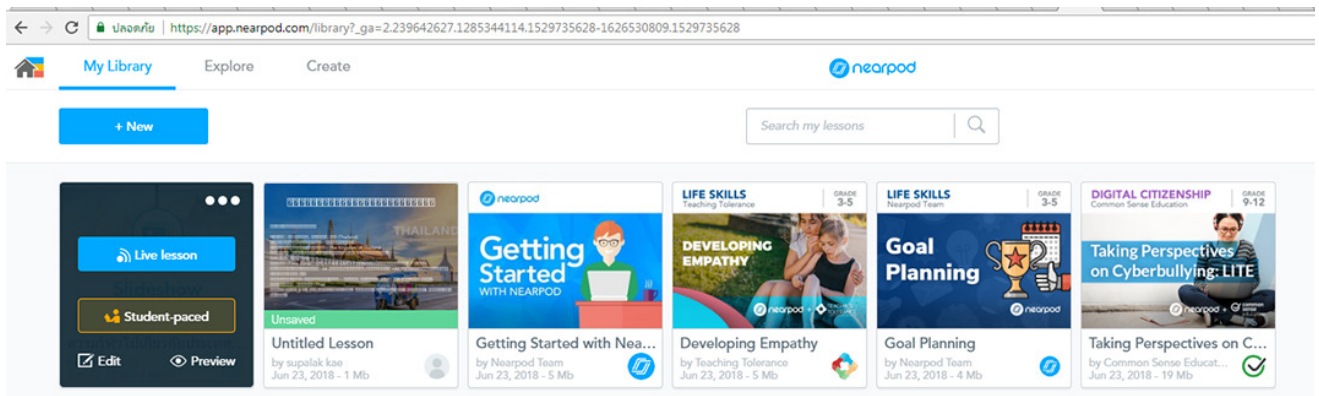 ปลอดภัย | https://app.nearpod.com/library?_ga=2.239642627.1285344114.1529735628-1626530809.1529735628
My Library Explore Create nearpod
+ New
Search my lessons
Live lesson
Slideshow
Student-paced
Edit Preview
THAILAND
Unsaved
Untitled Lesson
by supalak kae
Jun 23, 2018 - 1 Mb
nearpod
Getting
Started
WITH NEARPOD
Getting Started with Nea...
by Nearpod Team
Jun 23, 2018 - 5 Mb
LIFE SKILLS
Teaching Tolerance
GRADE
3-5
DEVELOPING
EMPATHY
nearpod +
Developing Empathy
by Teaching Tolerance
Jun 23, 2018 - 5 Mb
LIFE SKILLS
Nearpod Team
GRADE
3-5
Goal
Planning
nearpod
Goal Planning
by Nearpod Team
Jun 23, 2018 - 4 Mb
DIGITAL CITIZENSHIP
Common Sense Education
GRADE
9-12
Taking Perspectives
on Cyberbullying: LITE
nearpod +
Taking Perspectives on C...
by Common Sense Educat...
Jun 23, 2018 - 19 Mb